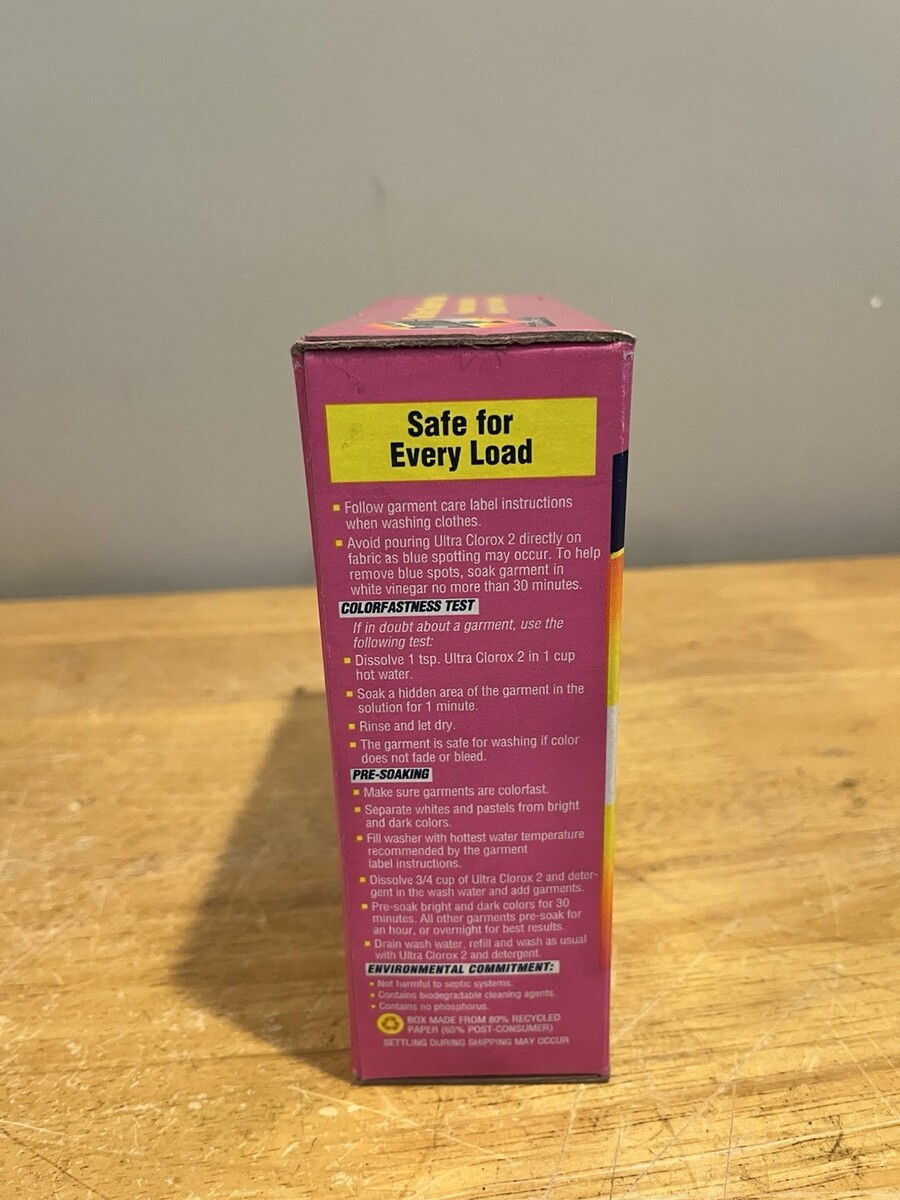 Safe for
Every Load
Follow garment care label instructions
when washing clothes.
Avoid pouring Ultra Clorox 2 directly on
fabric as blue spotting may occur. To help
remove blue spots, soak garment in
white vinegar no more than 30 minutes.
COLORFASTNESS TEST
If in doubt about a garment, use the
following test:
Dissolve 1 tsp. Ultra Clorox 2 in 1 cup
hot water.
Soak a hidden area of the garment in the
solution for 1 minute.
Rinse and let dry.
The garment is safe for washing if color
does not fade or bleed.
PRE-SOAKING
Make sure garments are colorfast.
Separate whites and pastels from bright
and dark colors.
Fill washer with hottest water temperature
recommended by the garment
label instructions.
Dissolve 3/4 cup of Ultra Clorox 2 and deter-
gent in the wash water and add garments.
Pre-soak bright and dark colors for 30
minutes. All other garments pre-soak for
an hour, or overnight for best results.
Drain wash water, refill and wash as usual
with Ultra Clorox 2 and detergent.
ENVIRONMENTAL COMMITMENT:
Not harmful to septic systems.
Contains biodegradable cleaning agents.
Contains no phosphorus.
BOX MADE FROM 80% RECYCLED
PAPER (65% POST-CONSUMER)
SETTLING DURING SHIPPING MAY OCCUR